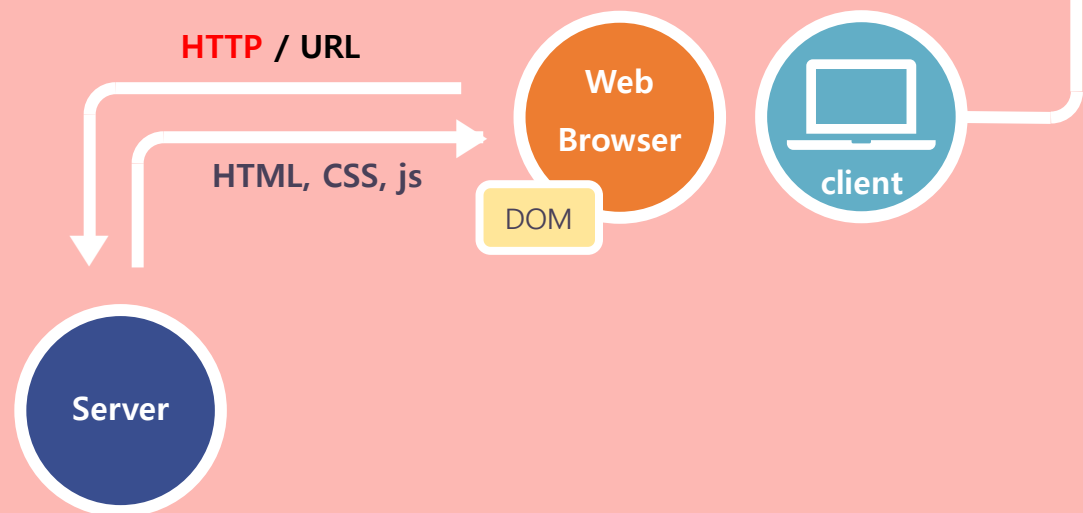 HTTP / URL
HTML, CSS, js
Web
Browser
DOM
client
Server